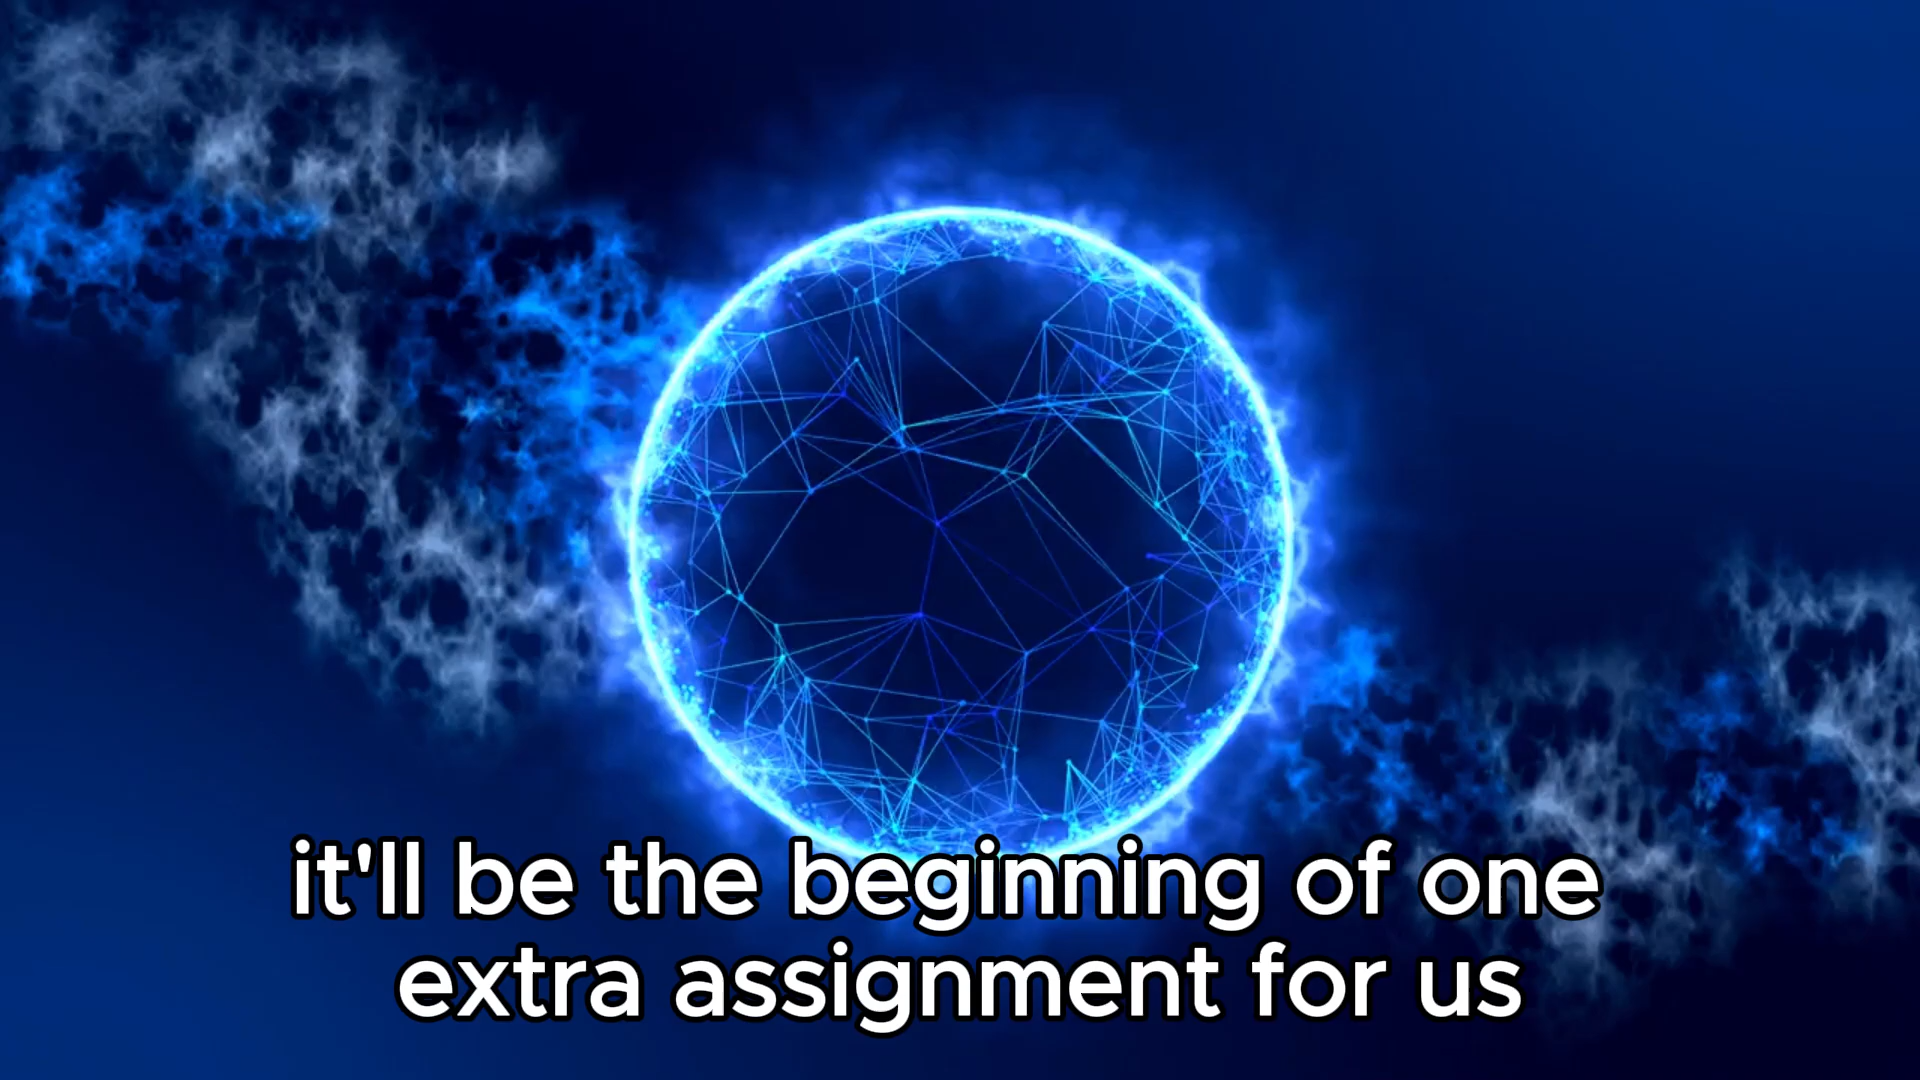 it'll be the beginning of one
extra assignment for us